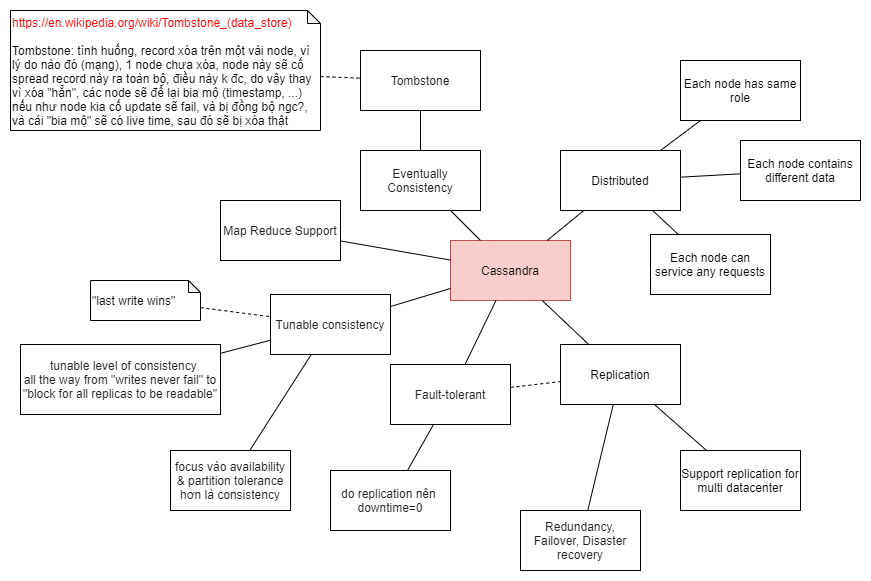 https://en.wikipedia.org/wiki/Tombstone_(data_store)
Tombstone: tình huống, record xóa trên một vài node, vì
lý do nào đó (mạng), 1 node chưa xóa, node này sẽ cố
spread record này ra toàn bộ, điều này k đc, do vậy thay
vì xóa "hẳn", các node sẽ để lại bia mộ (timestamp, ...)
nếu như node kia cố update sẽ fail, và bị đồng bộ ngc?,
và cái "bia mộ" sẽ có live time, sau đó sẽ bị xóa thật
Tombstone
Eventually
Consistency
Each node has same
role
Distributed
Each node contains
different data
Each node can
service any requests
Map Reduce Support
Cassandra
"last write wins"
Tunable consistency
tunable level of consistency
all the way from "writes never fail" to
"block for all replicas to be readable"
focus vào availability
& partition tolerance
hơn là consistency
Fault-tolerant
do replication nên
downtime=0
Replication
Support replication for
multi datacenter
Redundancy,
Failover, Disaster
recovery